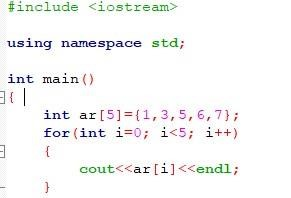 #include <iostream>
using namespace std;
int main()
{
int ar[5]={1,3,5,6,7};
for(int i=0; i<5; i++)
{
cout<<ar[i]<<endl;
}